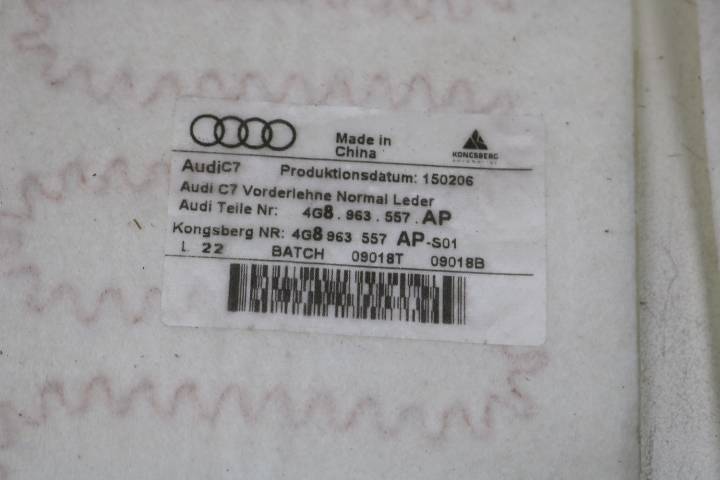 Made in
China
KONGSBERG
AudiC7 Produktionsdatum: 150206
Audi C7 Vorderlehne Normal Leder
Audi Teile Nr: 4G8.963.557.AP
Kongsberg NR: 4G8 963 557 AP-S01
L 22 BATCH 09018T 09018B